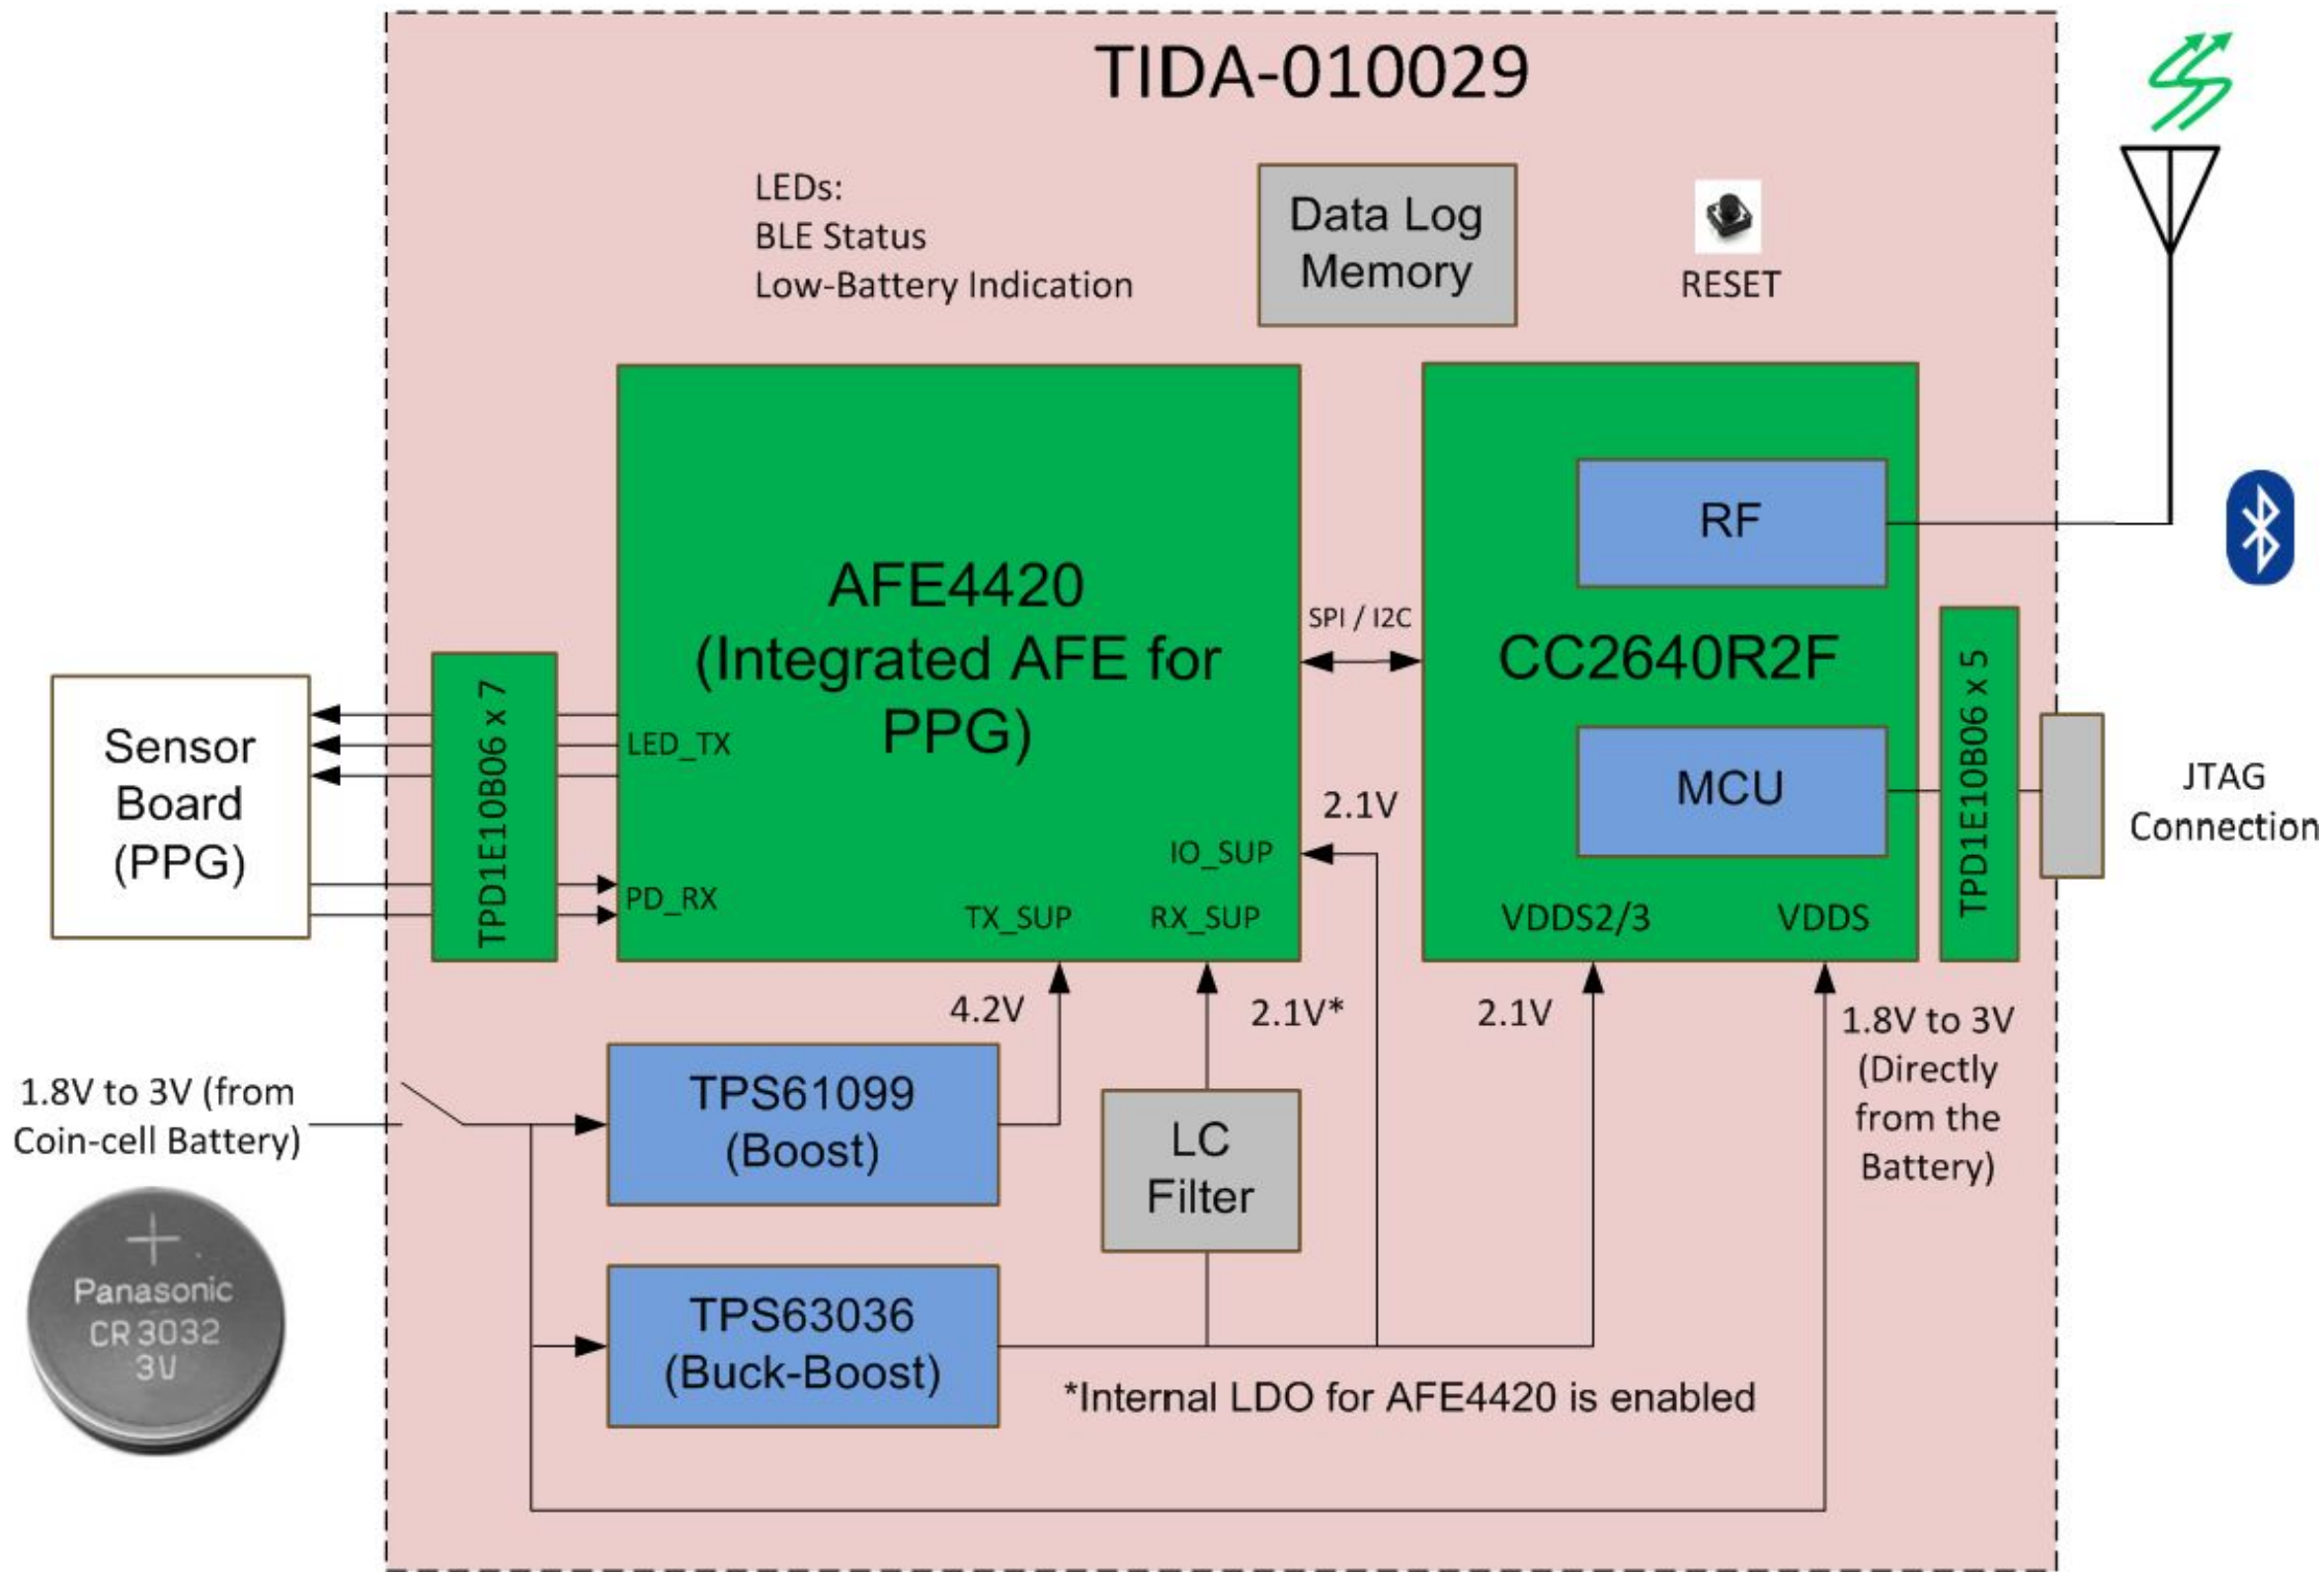 TIDA-010029
LEDs:
BLE Status
Low-Battery Indication
Data Log
Memory
RESET
AFE4420
(Integrated AFE for
PPG)
LED_TX
PD_RX
TX_SUP
RX_SUP
IO_SUP
SPI / I2C
2.1V
RF
CC2640R2F
MCU
VDDS2/3
VDDS
TPD1E10B06 x 5
JTAG
Connection
Sensor
Board
(PPG)
TPD1E10B06 x 7
4.2V
2.1V*
2.1V
1.8V to 3V
(Directly
from the
Battery)
1.8V to 3V (from
Coin-cell Battery)
TPS61099
(Boost)
LC
Filter
TPS63036
(Buck-Boost)
*Internal LDO for AFE4420 is enabled
+
Panasonic
CR3032
3V